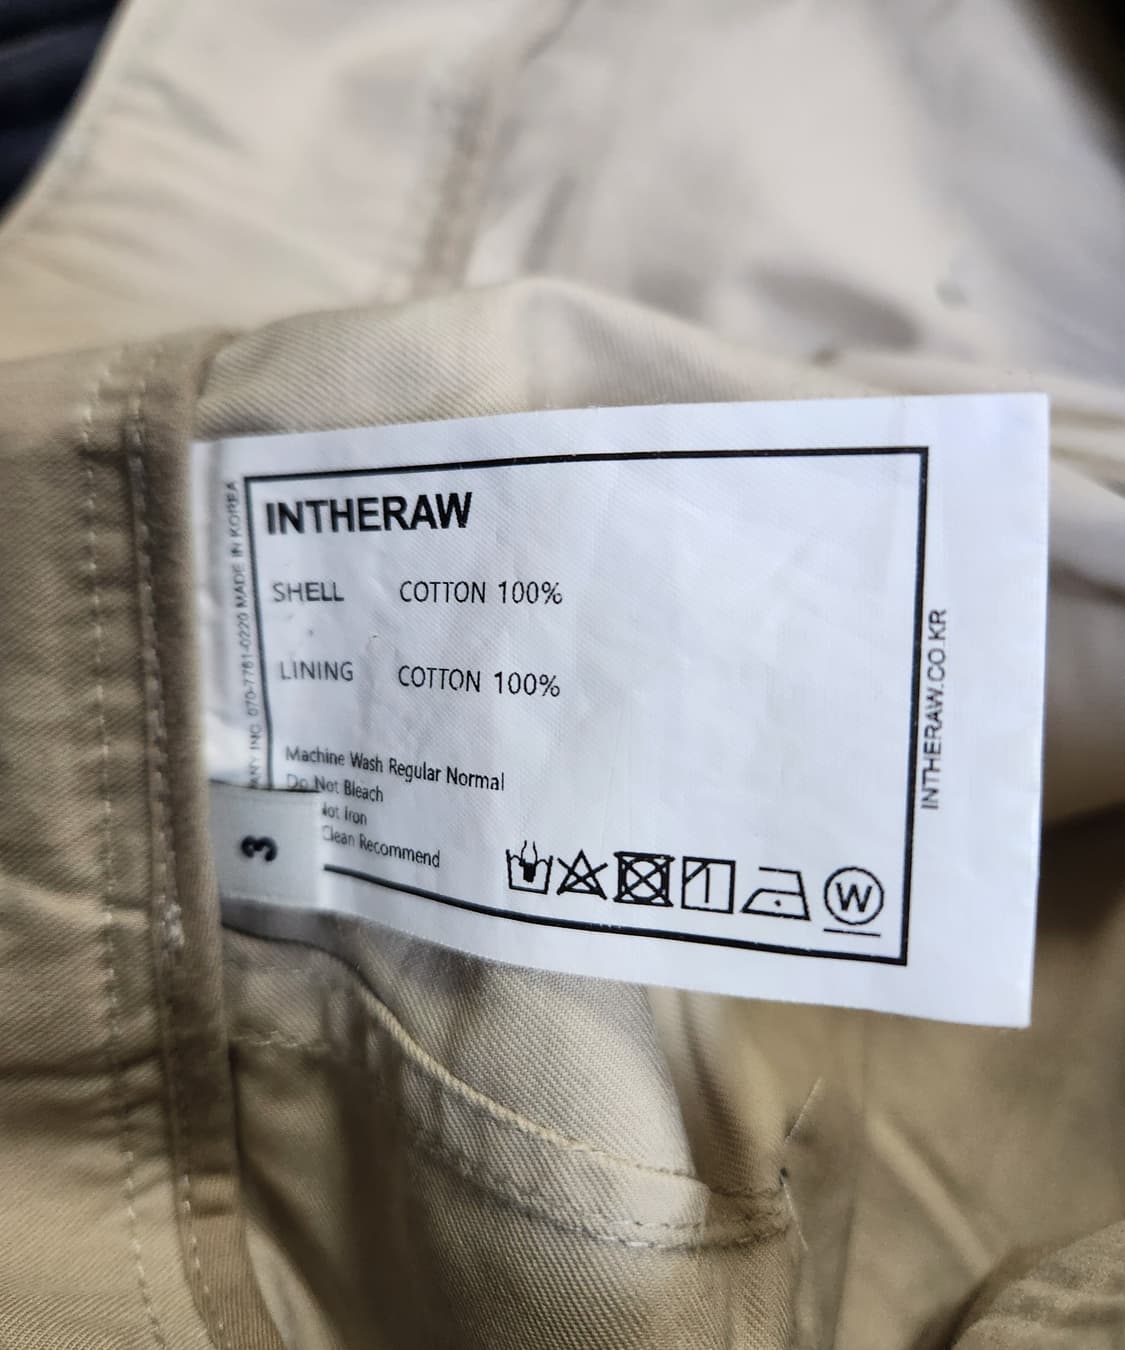 INTHERAW
SHELL COTTON 100%
LINING COTTON 100%
Machine Wash Regular Normal
Do Not Bleach
Not Iron
Clean Recommend
W
3
070-7761-0220 MADE IN KOREA
INTHERAW.CO.KR